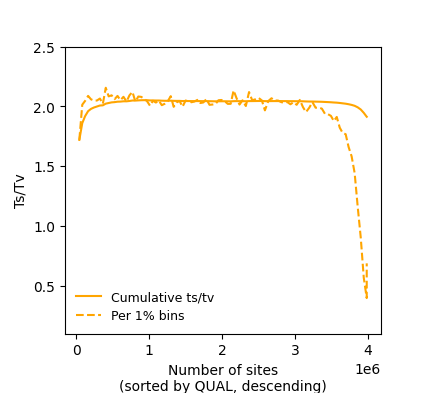 2.5
2.0
1.5
1.0
0.5
Ts/Tv
Cumulative ts/tv
Per 1% bins
0 1 2 3 4
1e6
Number of sites
(sorted by QUAL, descending)